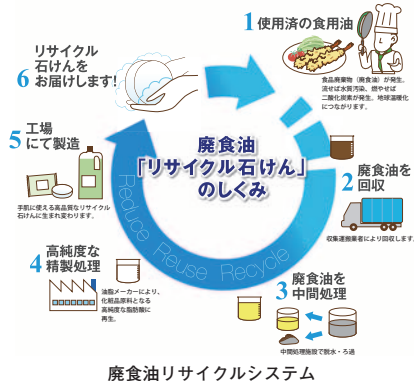 1 使用済の食用油
食品廃棄物（廃食油）が発生。
流せば水質汚染、燃やせば
二酸化炭素が発生。地球温暖化
につながります。
2 廃食油を
回収
収集運搬業者により回収します。
3 廃食油を
中間処理
中間処理施設で脱水・ろ過
4 高純度な
精製処理
油脂メーカーにより、
化粧品原料となる
高純度な脂肪酸に
再生。
5 工場
にて製造
手肌に使える高品質なリサイクル
石けんに生まれ変わります。
6 リサイクル
石けんを
お届けします!
廃食油
「リサイクル石けん」
のしくみ
Reduce Reuse Recycle
廃食油リサイクルシステム